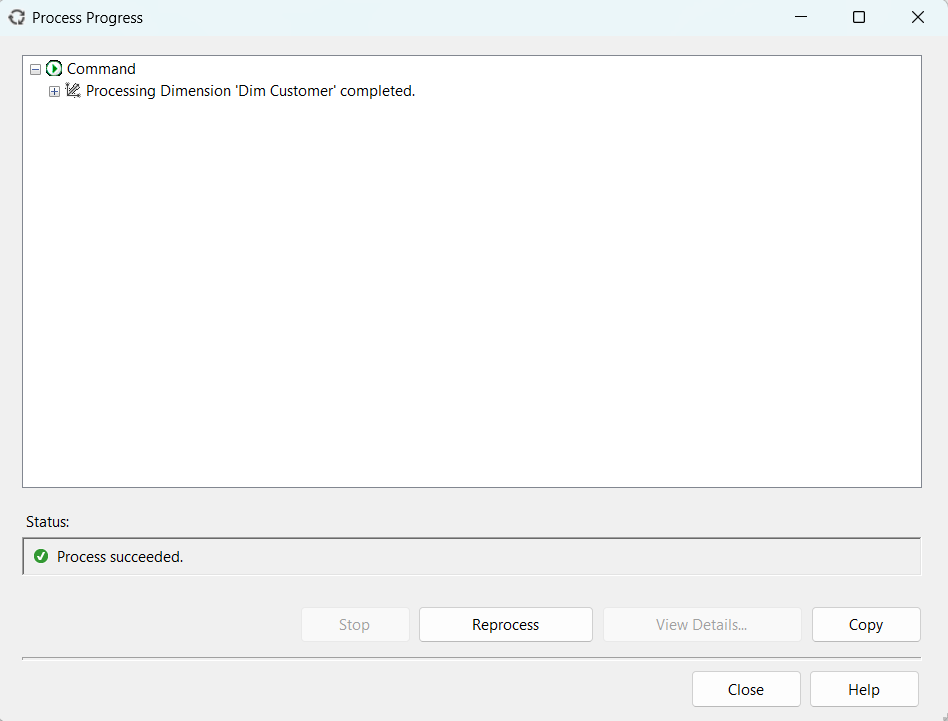 Process Progress
Command
Processing Dimension 'Dim Customer' completed.
Status:
Process succeeded.
Stop Reprocess View Details... Copy
Close Help